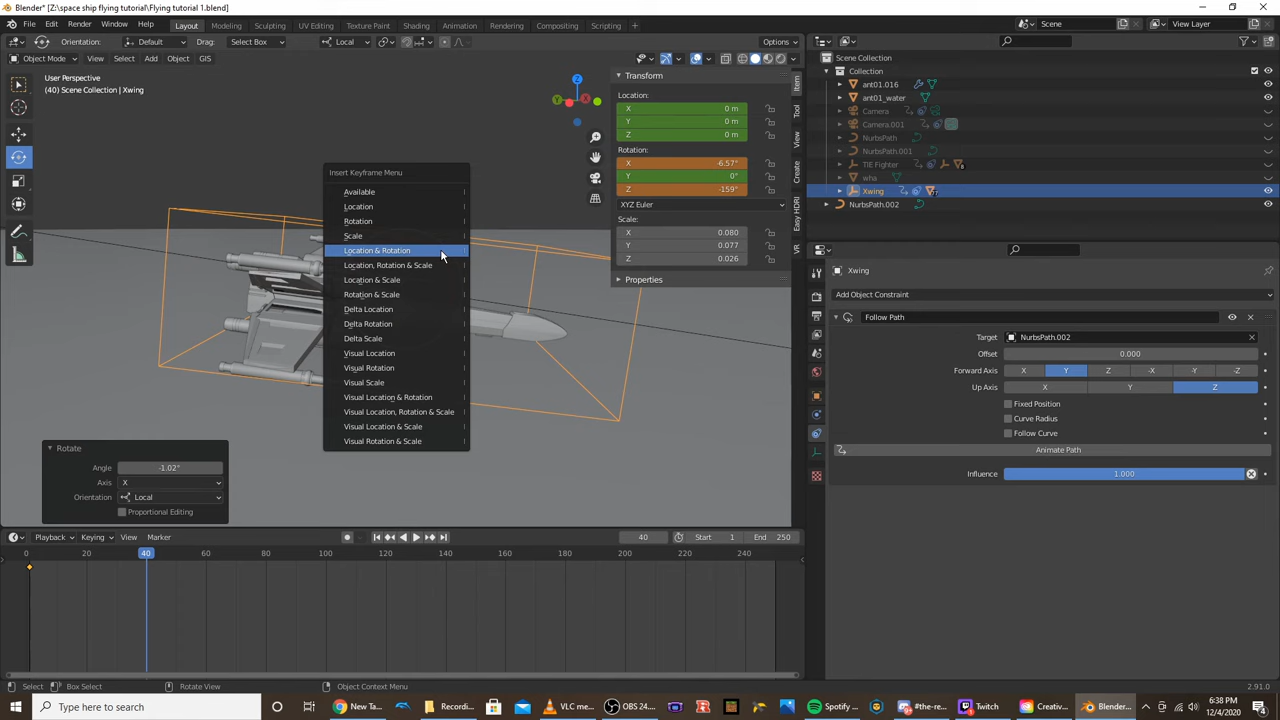 Blender* [Z:\space ship flying tutorial\Flying tutorial 1.blend]
File Edit Render Window Help Layout Modeling Sculpting UV Editing Texture Paint Shading Animation Rendering Compositing Scripting Scene View Layer
Orientation: Default Drag: Select Box Local Options
Object Mode View Select Add Object GIS
User Perspective
(40) Scene Collection | Xwing
Z
Y
X
Transform
Location:
X 0 m
Y 0 m
Z 0 m
Rotation:
X -6.57°
Y 0°
Z -159°
XYZ Euler
Scale:
X 0.080
Y 0.077
Z 0.026
Properties
Item
Tool
View
Create
Easy HDRI
VR
Insert Keyframe Menu
Available
Location
Rotation
Scale
Location & Rotation
Location, Rotation & Scale
Location & Scale
Rotation & Scale
Delta Location
Delta Rotation
Delta Scale
Visual Location
Visual Rotation
Visual Scale
Visual Location & Rotation
Visual Location, Rotation & Scale
Visual Location & Scale
Visual Rotation & Scale
Rotate
Angle -1.02°
Axis X
Orientation Local
Proportional Editing
Scene Collection
Collection
ant01.016
ant01_water
Camera
Camera.001
NurbsPath
NurbsPath.001
TIE Fighter
wha
Xwing
NurbsPath.002
Xwing
Add Object Constraint
Follow Path
Target NurbsPath.002
Offset 0.000
Forward Axis X Y Z -X -Y -Z
Up Axis X Y Z
Fixed Position
Curve Radius
Follow Curve
Animate Path
Influence 1.000
Playback Keying View Marker 40 Start 1 End 250
0 20 40 60 80 100 120 140 160 180 200 220 240
Select Box Select Rotate View Object Context Menu 2.91.0
Type here to search New Ta... Recordi... VLC me... OBS 24.... Spotify ... #the-re... Twitch Creativ... Blender... 6:38 PM
12/4/2020